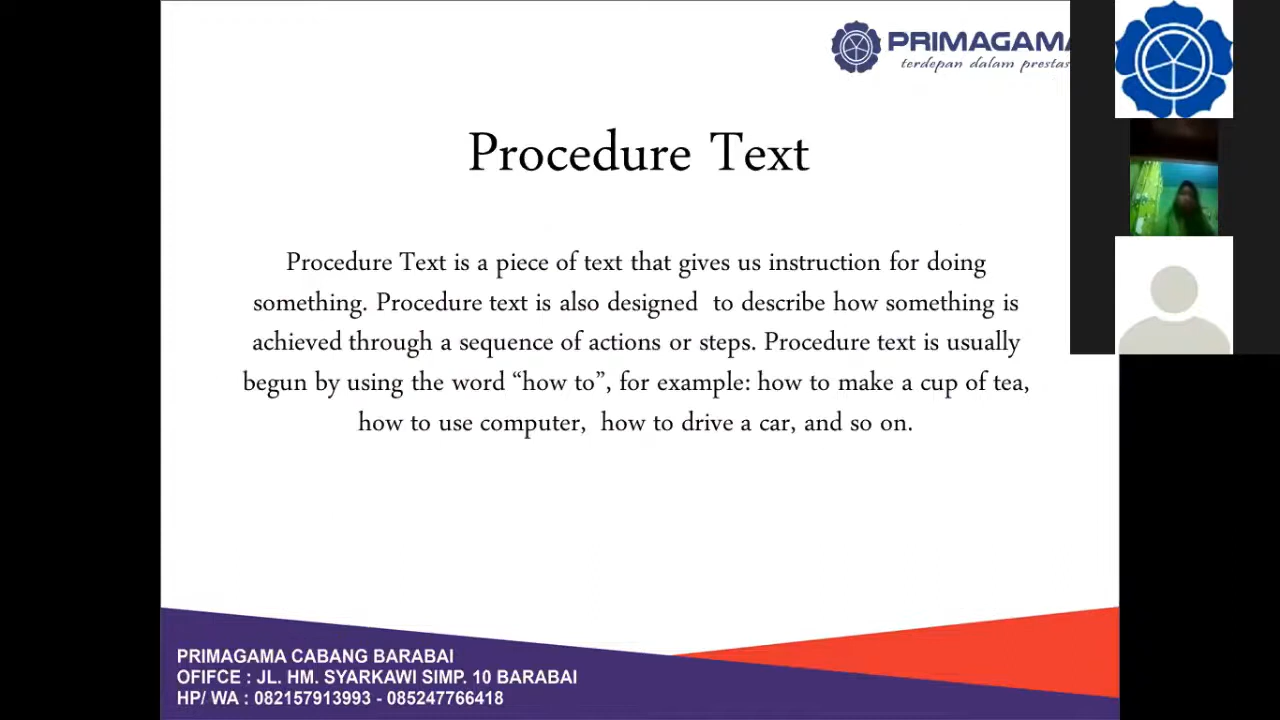 PRIMAGAMA
terdepan dalam prestas
Procedure Text
Procedure Text is a piece of text that gives us instruction for doing
something. Procedure text is also designed to describe how something is
achieved through a sequence of actions or steps. Procedure text is usually
begun by using the word “how to”, for example: how to make a cup of tea,
how to use computer, how to drive a car, and so on.
PRIMAGAMA CABANG BARABAI
OFIFCE : JL. HM. SYARKAWI SIMP. 10 BARABAI
HP/ WA : 082157913993 - 085247766418